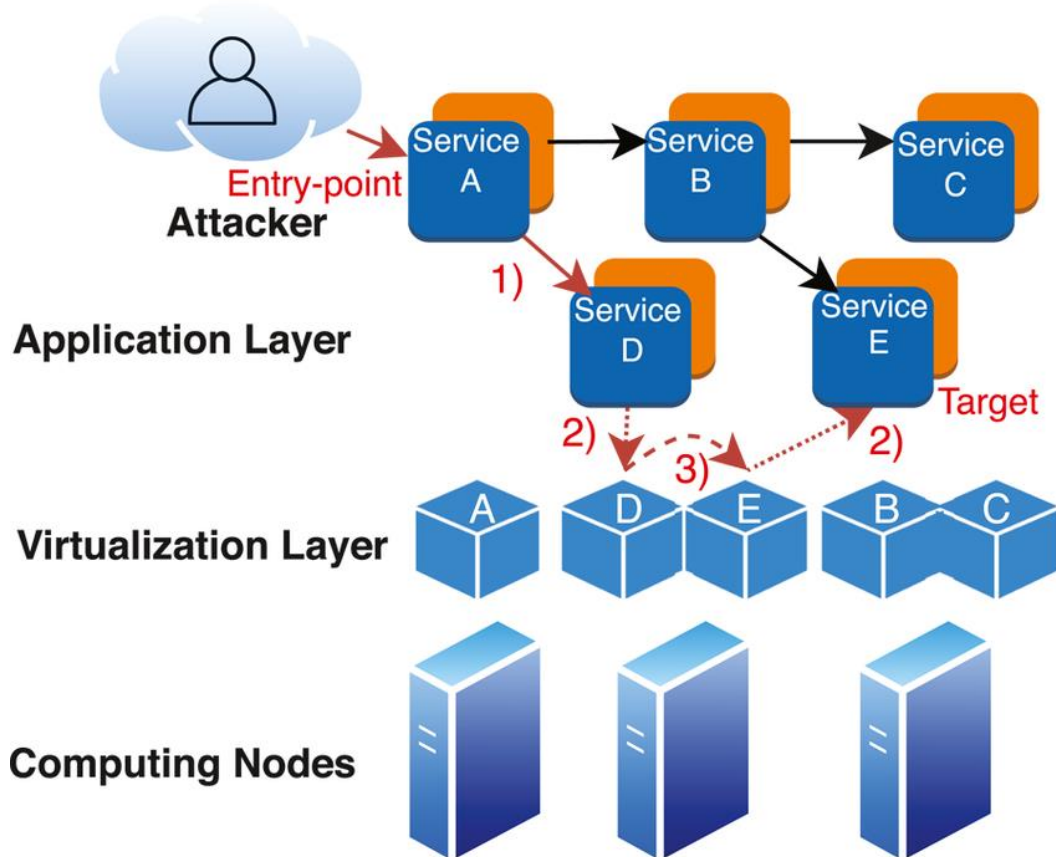 Service
A
Service
B
Service
C
Entry-point
Attacker
1)
Service
D
Service
E
Application Layer
Target
2)
3)
2)
A
D
E
B
C
Virtualization Layer
Computing Nodes